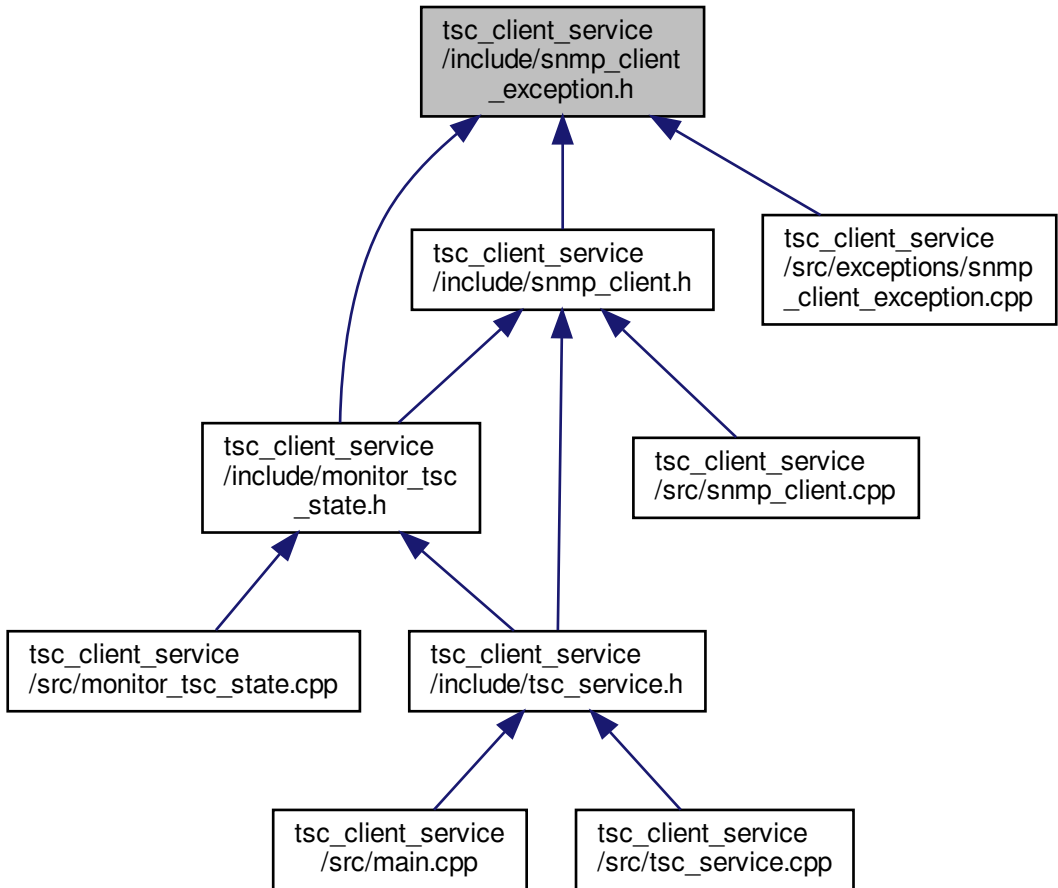 tsc_client_service
/include/snmp_client
_exception.h
tsc_client_service
/include/snmp_client.h
tsc_client_service
/src/exceptions/snmp
_client_exception.cpp
tsc_client_service
/include/monitor_tsc
_state.h
tsc_client_service
/src/snmp_client.cpp
tsc_client_service
/src/monitor_tsc_state.cpp
tsc_client_service
/include/tsc_service.h
tsc_client_service
/src/main.cpp
tsc_client_service
/src/tsc_service.cpp